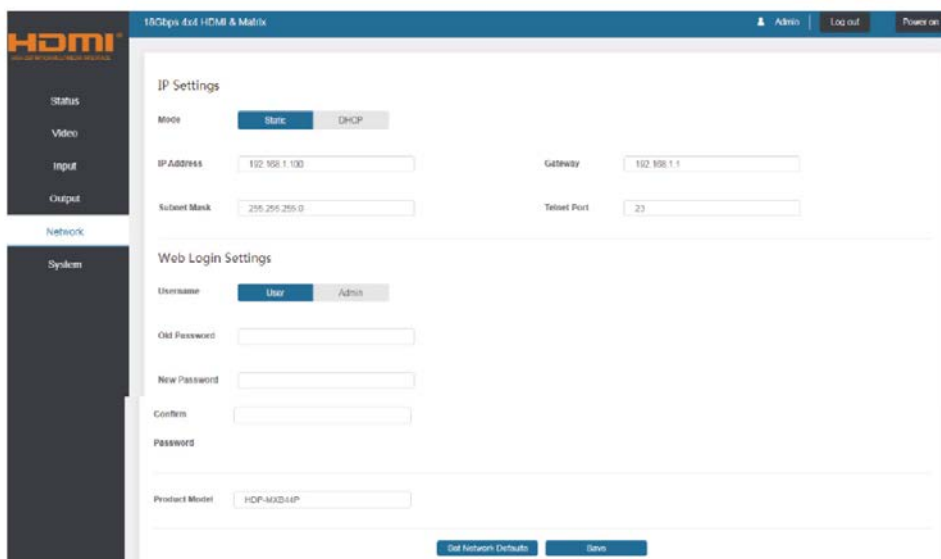 18Gbps 4x4 HDMI & Matrix
Admin
Log out
Power on
HDMI
Status
Video
Input
Output
Network
System
IP Settings
Mode Static DHCP
IP Address 192.168.1.100 Gateway 192.168.1.1
Subnet Mask 255.255.255.0 Telnet Port 23
Web Login Settings
Username User Admin
Old Password
New Password
Confirm
Password
Product Model HDP-MXB44P
Set Network Defaults Save